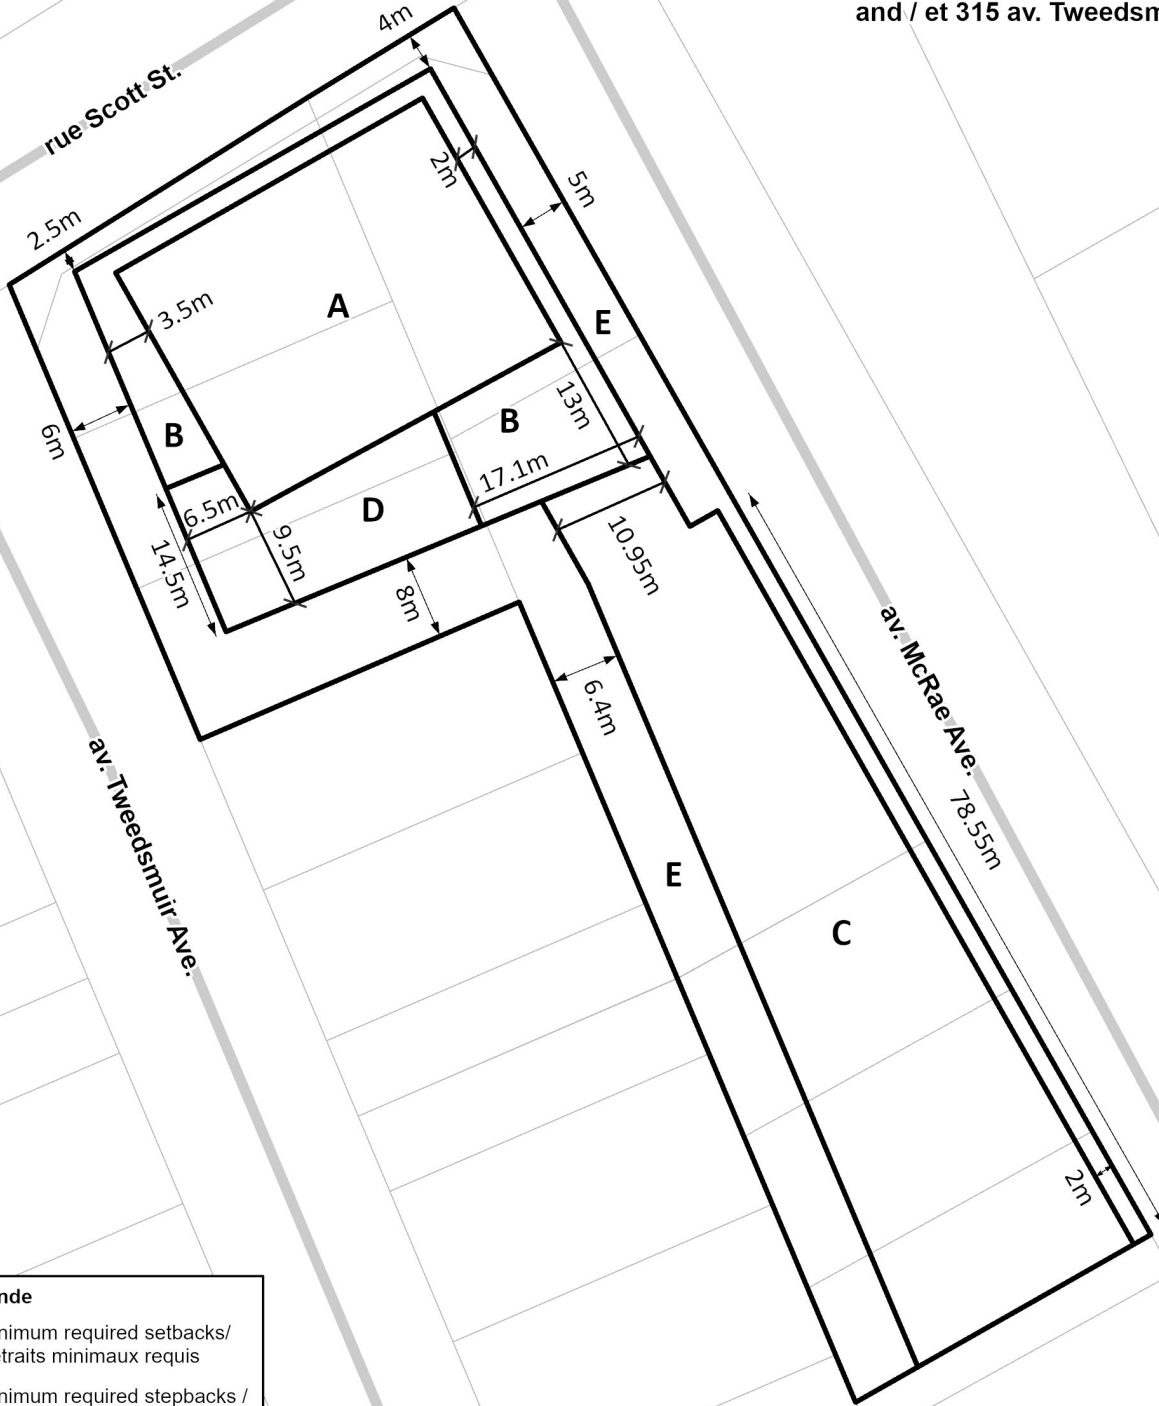 and / et 315 av. Tweedsm
4m
rue Scott St.
2m
5m
2.5m
3.5m
A
E
13m
6m
B
B
17.1m
6.5m
D
9.5m
14.5m
10.95m
8m
av. McRae Ave.
6.4m
av. Tweedsmuir Ave.
78.55m
E
C
2m
nde
nimum required setbacks/
etraits minimaux requis
nimum required stepbacks /